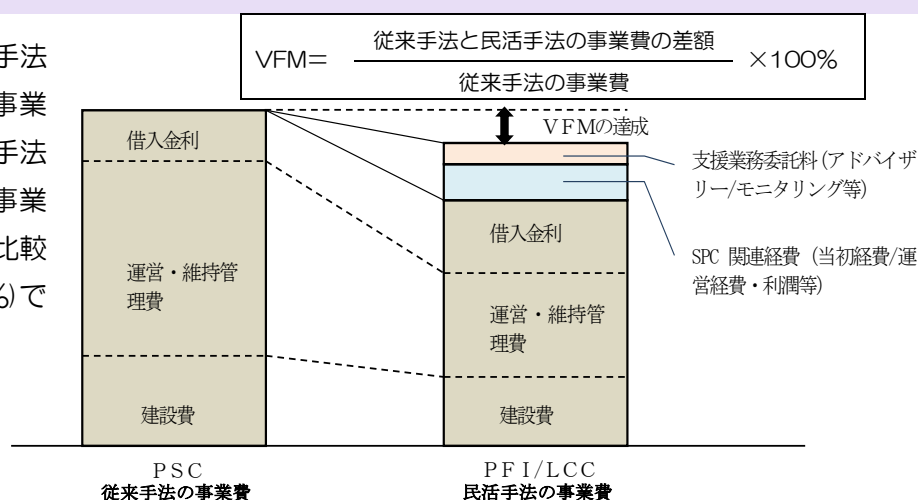 手法
事業
手法
事業
比較
%)で
VFM=
従来手法と民活手法の事業費の差額
従来手法の事業費
×100%
VFMの達成
借入金利
運営・維持管
理費
建設費
借入金利
運営・維持管
理費
建設費
支援業務委託料(アドバイザ
リー/モニタリング等)
SPC 関連経費（当初経費/運
営経費・利潤等）
PSC
従来手法の事業費
PFI/LCC
民活手法の事業費